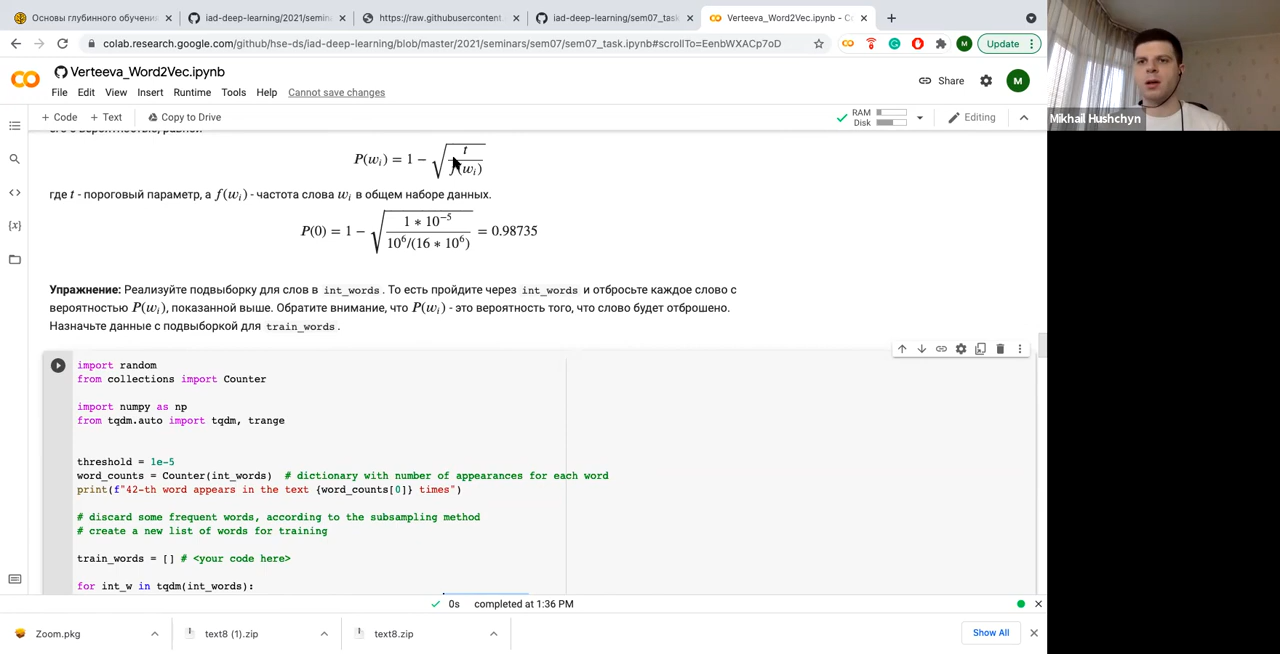 Основы глубинного обучени
iad-deep-learning/2021/semina
https://raw.githubusercontent.
iad-deep-learning/sem07_task.
Verteeva_Word2Vec.ipynb - C
colab.research.google.com/github/hse-ds/iad-deep-learning/blob/master/2021/seminars/sem07/sem07_task.ipynb#scrollTo=EenbWXACp7oD
M
Update
Verteeva_Word2Vec.ipynb
Share
M
File Edit View Insert Runtime Tools Help Cannot save changes
+ Code + Text Copy to Drive
RAM
Disk
Editing
Mikhail Hushchyn
его с вероятностью, равной
P(w_i) = 1 − √(t / f(w_i))
где t - пороговый параметр, а f(w_i) - частота слова w_i в общем наборе данных.
P(0) = 1 − √(1 ∗ 10^−5 / 10^6/(16 ∗ 10^6)) = 0.98735
Упражнение: Реализуйте подвыборку для слов в int_words. То есть пройдите через int_words и отбросьте каждое слово с
вероятностью P(w_i), показанной выше. Обратите внимание, что P(w_i) - это вероятность того, что слово будет отброшено.
Назначьте данные с подвыборкой для train_words.
import random
from collections import Counter
import numpy as np
from tqdm.auto import tqdm, trange
threshold = 1e-5
word_counts = Counter(int_words)  # dictionary with number of appearances for each word
print(f"42-th word appears in the text {word_counts[0]} times")
# discard some frequent words, according to the subsampling method
# create a new list of words for training
train_words = [] # <your code here>
for int_w in tqdm(int_words):
0s completed at 1:36 PM
Zoom.pkg
text8 (1).zip
text8.zip
Show All